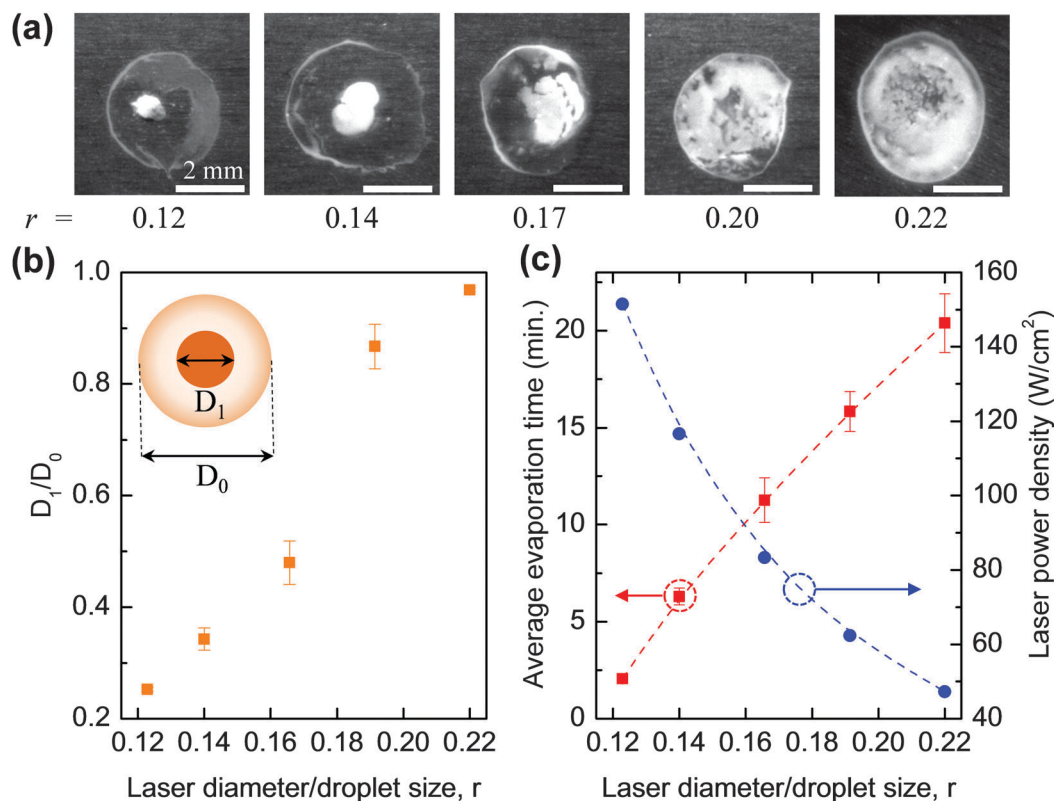 (a)
2 mm
r = 0.12 0.14 0.17 0.20 0.22
(b)
D1/D0
1.0
0.8
0.6
0.4
0.2
D1
D0
0.12 0.14 0.16 0.18 0.20 0.22
Laser diameter/droplet size, r
(c)
Average evaporation time (min.)
20
15
10
5
0
160
140
120
100
80
60
40
Laser power density (W/cm²)
0.12 0.14 0.16 0.18 0.20 0.22
Laser diameter/droplet size, r